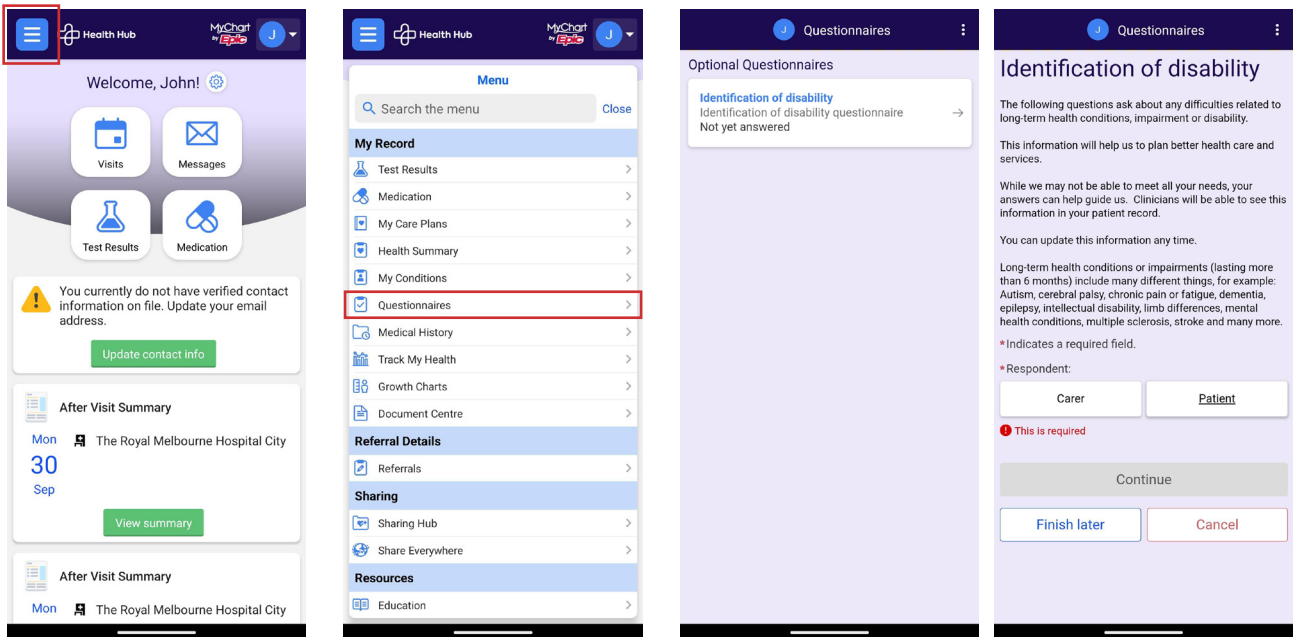 Health Hub
MyChart
by Epic
J
Welcome, John!
Visits
Messages
Test Results
Medication
You currently do not have verified contact
information on file. Update your email
address.
Update contact info
After Visit Summary
Mon
The Royal Melbourne Hospital City
30
Sep
View summary
After Visit Summary
Mon
The Royal Melbourne Hospital City
Health Hub
MyChart
by Epic
J
Menu
Search the menu
Close
My Record
Test Results
Medication
My Care Plans
Health Summary
My Conditions
Questionnaires
Medical History
Track My Health
Growth Charts
Document Centre
Referral Details
Referrals
Sharing
Sharing Hub
Share Everywhere
Resources
Education
J Questionnaires
Optional Questionnaires
Identification of disability
Identification of disability questionnaire
Not yet answered
J Questionnaires
Identification of disability
The following questions ask about any difficulties related to
long-term health conditions, impairment or disability.
This information will help us to plan better health care and
services.
While we may not be able to meet all your needs, your
answers can help guide us. Clinicians will be able to see this
information in your patient record.
You can update this information any time.
Long-term health conditions or impairments (lasting more
than 6 months) include many different things, for example:
Autism, cerebral palsy, chronic pain or fatigue, dementia,
epilepsy, intellectual disability, limb differences, mental
health conditions, multiple sclerosis, stroke and many more.
*Indicates a required field.
*Respondent:
Carer
Patient
This is required
Continue
Finish later
Cancel